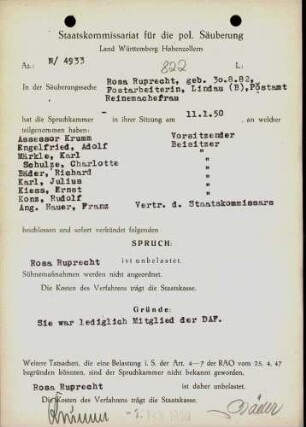 Staatskommissariat für die pol. Säuberung
Land Württemberg Hohenzollern
Az.: N/ 4933 822 L:
Rosa Ruprecht, geb. 30.8.82,
In der Säuberungssache Postarbeiterin, Lindau (B), Postamt
Reinemachefrau
hat die Spruchkammer - in ihrer Sitzung am 11.1.50 , an welcher
teilgenommen haben:
Assessor Krumm Vorsitzender
Engelfried, Adolf Beisitzer
Märkle, Karl "
Schulze, Charlotte "
Bäder, Richard "
Karl, Julius "
Kiess, Ernst "
Konz, Rudolf "
Ang. Hauer, Franz Vertr. d. Staatskommissars
beschlossen und sofort verkündet folgenden
SPRUCH:
Rosa Ruprecht ist unbelastet.
Sühnemaßnahmen werden nicht angeordnet.
Die Kosten des Verfahrens trägt die Staatskasse.
Gründe:
Sie war lediglich Mitglied der DAF.
Weitere Tatsachen, die eine Belastung i. S. der Art. 4-7 der RAO vom 25. 4. 47
begründen könnten, sind der Spruchkammer nicht bekannt geworden.
Rosa Ruprecht ist daher unbelastet.
Die Kosten des Verfahrens trägt die Staatskasse.
Krumm Bäder